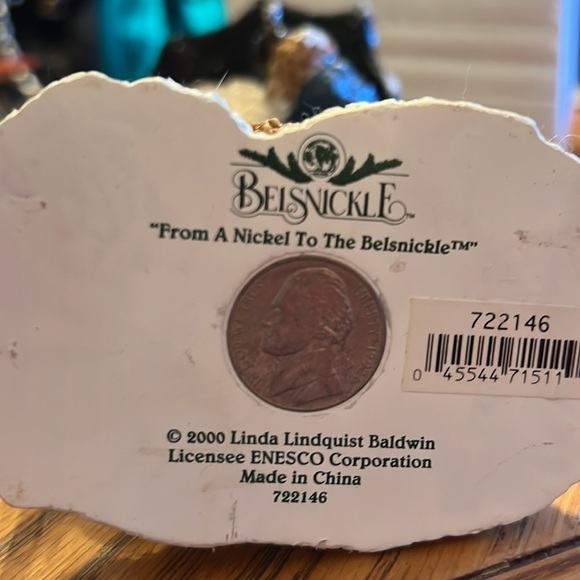 BELSNICKLE™
"From A Nickel To The Belsnickle™"
722146
0 45544 71511
© 2000 Linda Lindquist Baldwin
Licensee ENESCO Corporation
Made in China
722146